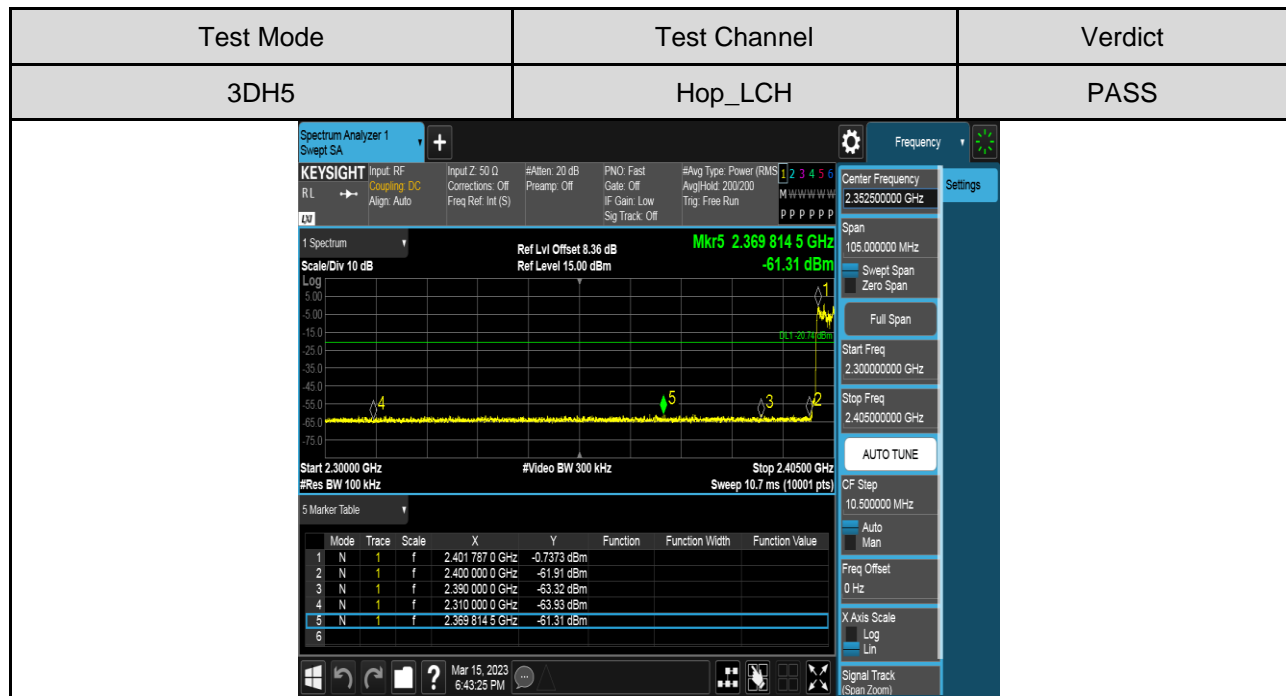 Test Mode Test Channel Verdict
3DH5 Hop_LCH PASS
Spectrum Analyzer 1
Swept SA
+
Frequency
Settings
KEYSIGHT Input: RF Input Z: 50 Ω #Atten: 20 dB PNO: Fast #Avg Type: Power (RMS 1 2 3 4 5 6
RL Coupling: DC Corrections: Off Preamp: Off Gate: Off Avg|Hold: 200/200 M W W W W W
Align: Auto Freq Ref: Int (S) IF Gain: Low Trig: Free Run
LXI Sig Track: Off P P P P P P
1 Spectrum Ref Lvl Offset 8.36 dB Mkr5 2.369 814 5 GHz
Scale/Div 10 dB Ref Level 15.00 dBm -61.31 dBm
Log
5.00
-5.00
-15.0
-25.0
-35.0
-45.0
-55.0
-65.0
-75.0
1
DL1 -20.74 dBm
4 5 3 2
Start 2.30000 GHz #Video BW 300 kHz Stop 2.40500 GHz
#Res BW 100 kHz Sweep 10.7 ms (10001 pts)
5 Marker Table
Mode Trace Scale X Y Function Function Width Function Value
1 N 1 f 2.401 787 0 GHz -0.7373 dBm
2 N 1 f 2.400 000 0 GHz -61.91 dBm
3 N 1 f 2.390 000 0 GHz -63.32 dBm
4 N 1 f 2.310 000 0 GHz -63.93 dBm
5 N 1 f 2.369 814 5 GHz -61.31 dBm
6
?
Mar 15, 2023
6:43:25 PM
Center Frequency
2.352500000 GHz
Span
105.000000 MHz
Swept Span
Zero Span
Full Span
Start Freq
2.300000000 GHz
Stop Freq
2.405000000 GHz
AUTO TUNE
CF Step
10.500000 MHz
Auto
Man
Freq Offset
0 Hz
X Axis Scale
Log
Lin
Signal Track
(Span Zoom)